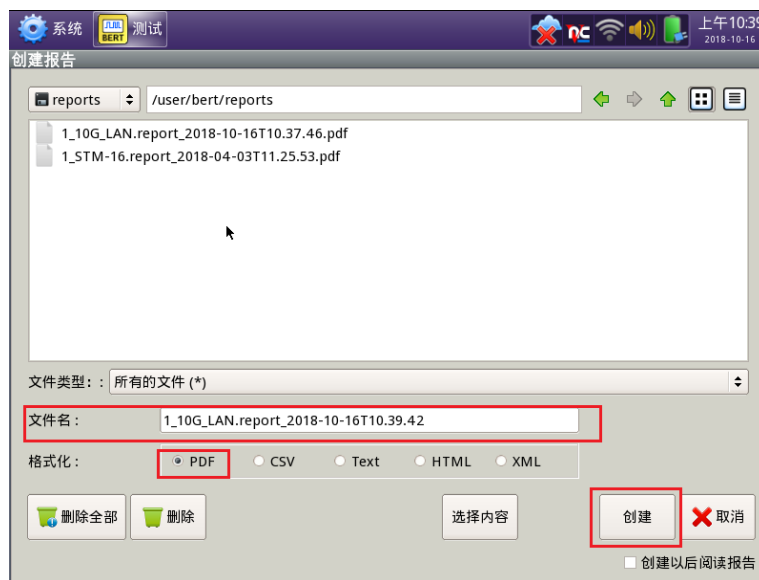 系统 BERT 测试 nc 上午10:39
2018-10-16
创建报告
reports /user/bert/reports
1_10G_LAN.report_2018-10-16T10.37.46.pdf
1_STM-16.report_2018-04-03T11.25.53.pdf
文件类型: : 所有的文件 (*)
文件名 : 1_10G_LAN.report_2018-10-16T10.39.42
格式化 : PDF CSV Text HTML XML
删除全部 删除 选择内容 创建 取消
创建以后阅读报告